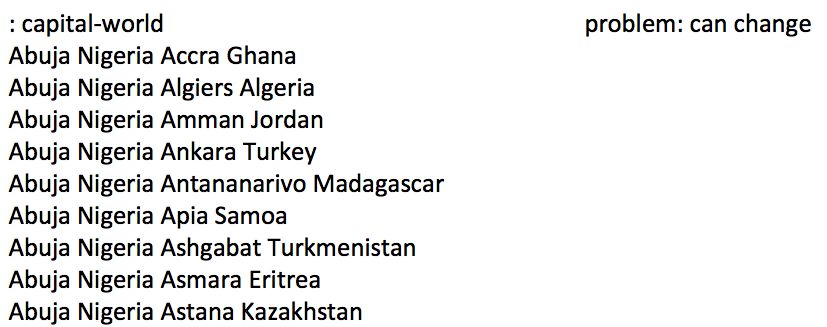 : capital-world problem: can change
Abuja Nigeria Accra Ghana
Abuja Nigeria Algiers Algeria
Abuja Nigeria Amman Jordan
Abuja Nigeria Ankara Turkey
Abuja Nigeria Antananarivo Madagascar
Abuja Nigeria Apia Samoa
Abuja Nigeria Ashgabat Turkmenistan
Abuja Nigeria Asmara Eritrea
Abuja Nigeria Astana Kazakhstan